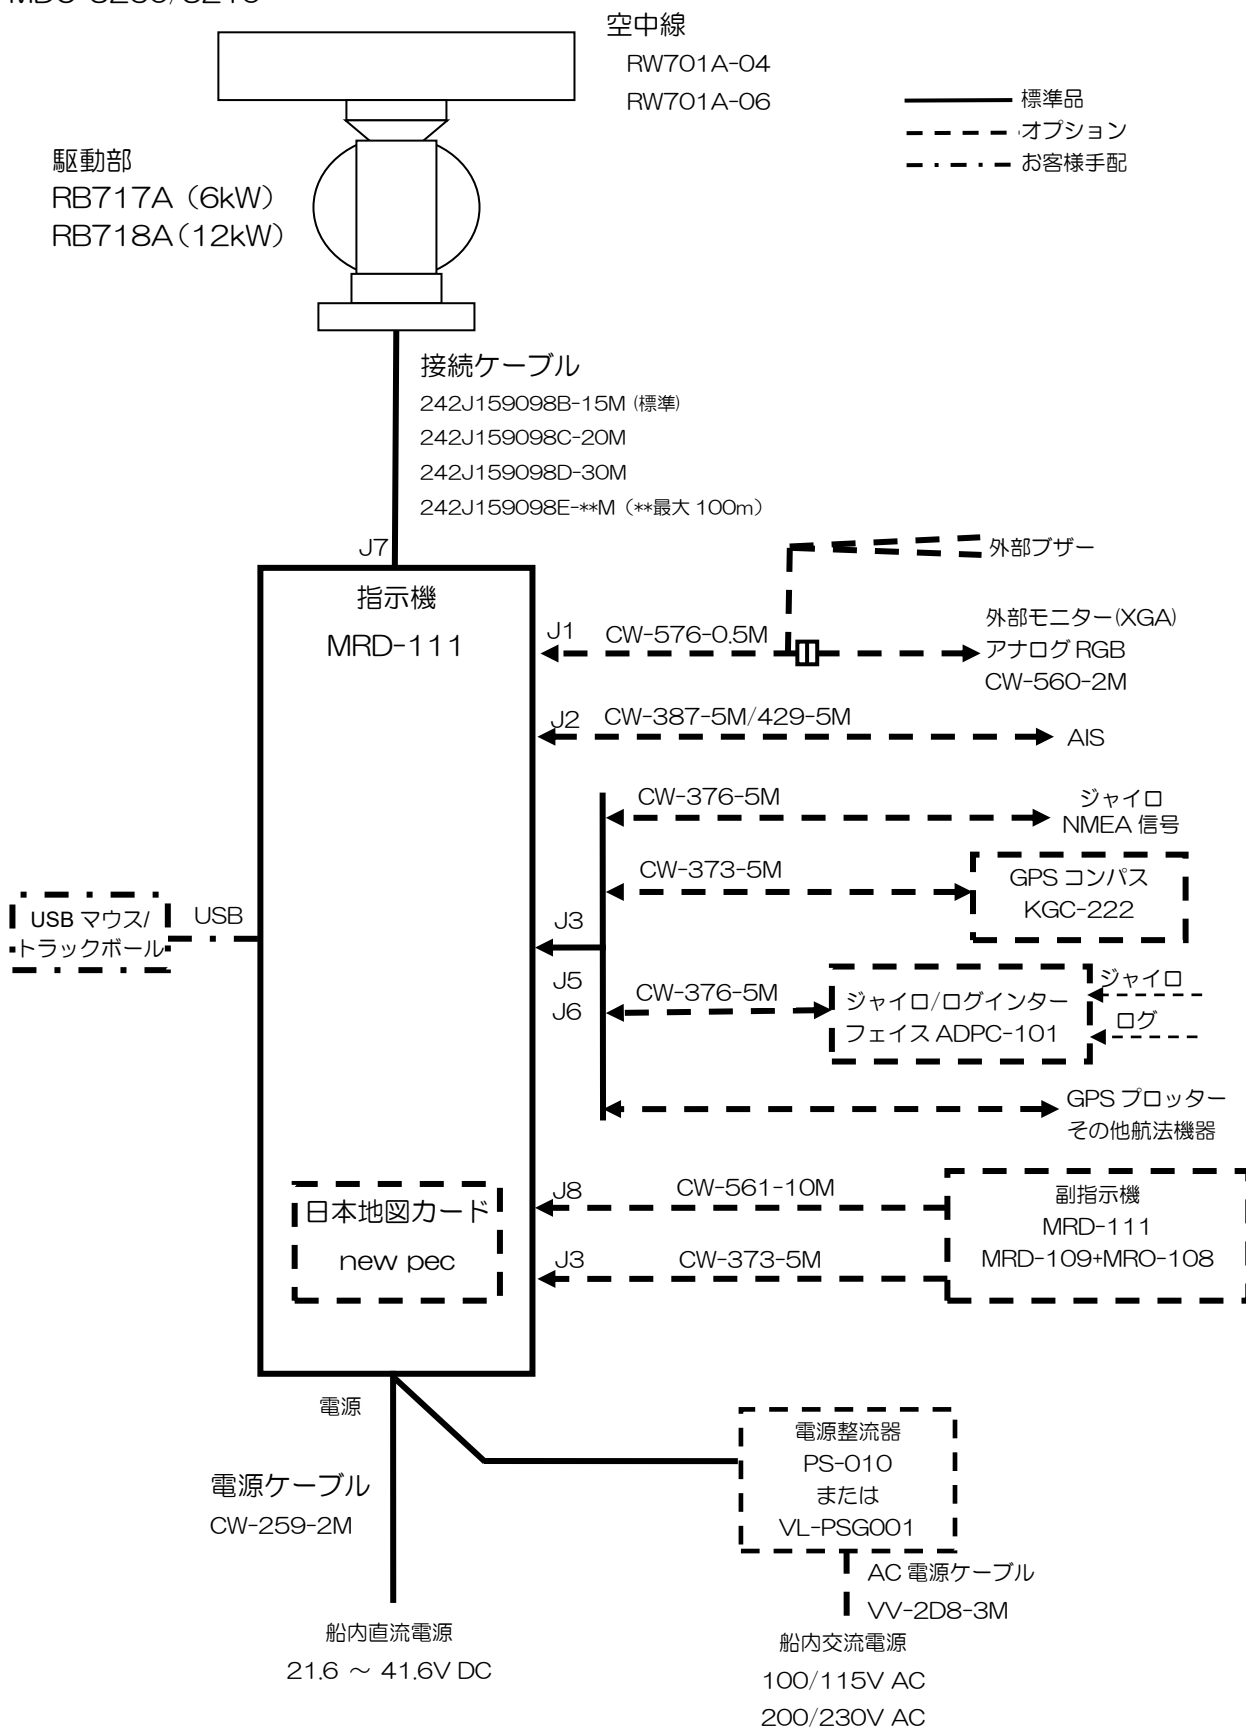 空中線
RW701A-04
RW701A-06
標準品
オプション
お客様手配
駆動部
RB717A（6kW）
RB718A（12kW）
接続ケーブル
242J159098B-15M (標準)
242J159098C-20M
242J159098D-30M
242J159098E-**M（**最大 100m）
J7
指示機
MRD-111
外部ブザー
J1
CW-576-0.5M
外部モニター(XGA)
アナログ RGB
CW-560-2M
J2
CW-387-5M/429-5M
AIS
CW-376-5M
ジャイロ
NMEA 信号
CW-373-5M
GPS コンパス
KGC-222
USB マウス/
トラックボール
USB
J3
J5
J6
CW-376-5M
ジャイロ/ログインター
フェイス ADPC-101
ジャイロ
ログ
GPS プロッター
その他航法機器
日本地図カード
new pec
J8
CW-561-10M
副指示機
MRD-111
MRD-109+MRO-108
J3
CW-373-5M
電源
電源ケーブル
CW-259-2M
電源整流器
PS-010
または
VL-PSG001
AC 電源ケーブル
VV-2D8-3M
船内直流電源
21.6 ～ 41.6V DC
船内交流電源
100/115V AC
200/230V AC